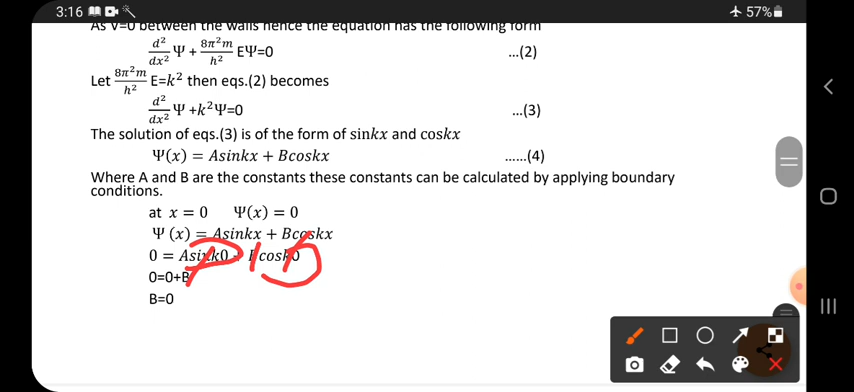 3:16
57%
As V=0 between the walls hence the equation has the following form
d²/dx² Ψ + 8π²m/h² EΨ=0 ...(2)
Let 8π²m/h² E=k² then eqs.(2) becomes
d²/dx² Ψ +k²Ψ=0 ...(3)
The solution of eqs.(3) is of the form of sinkx and coskx
Ψ(x) = Asinkx + Bcoskx ......(4)
Where A and B are the constants these constants can be calculated by applying boundary
conditions.
at x = 0 Ψ(x) = 0
Ψ (x) = Asinkx + Bcoskx
0 = Asink0 + Bcosk0
0=0+B
B=0